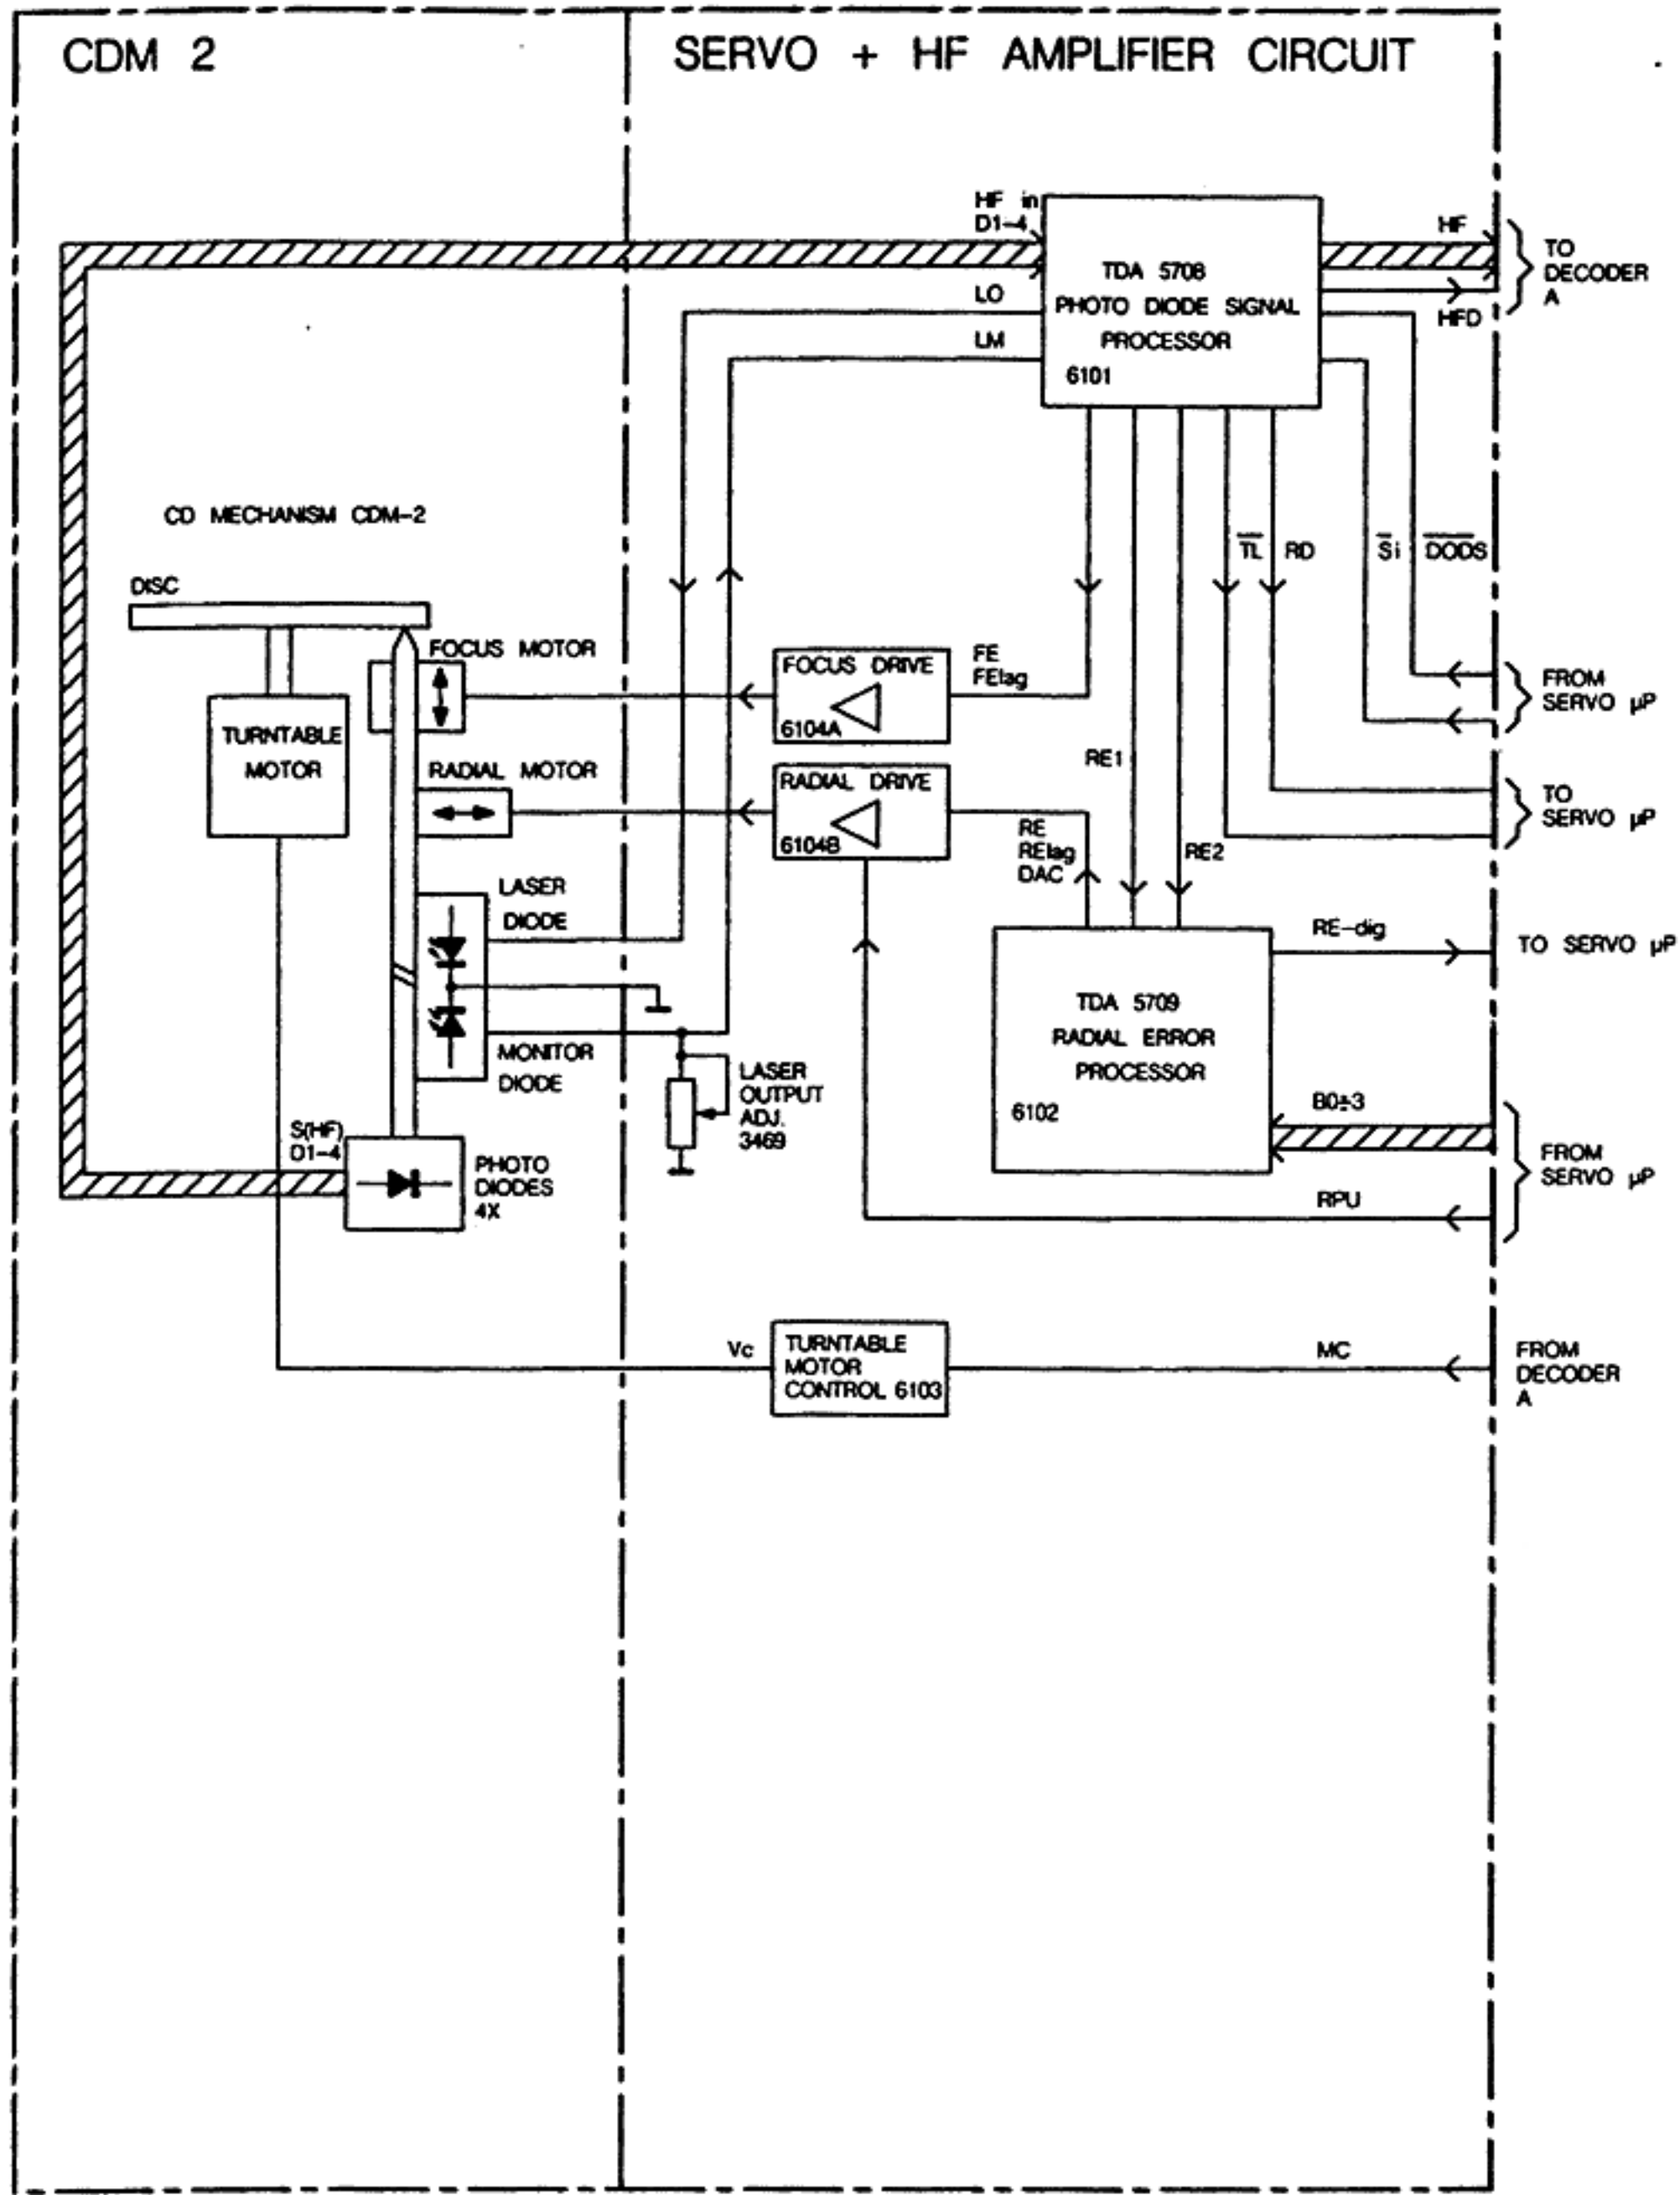 CDM 2
SERVO + HF AMPLIFIER CIRCUIT
HF in
D1-4
HF
TO
DECODER
A
TDA 5708
PHOTO DIODE SIGNAL
PROCESSOR
6101
LO
LM
HFD
CD MECHANISM CDM-2
T̅L̅
RD
S̅i
D̅O̅D̅S̅
DISC
FOCUS MOTOR
FOCUS DRIVE
6104A
FE
FElag
FROM
SERVO µP
TURNTABLE
MOTOR
RADIAL MOTOR
RADIAL DRIVE
6104B
RE1
TO
SERVO µP
RE
RElag
DAC
RE2
LASER
DIODE
RE-dig
TO SERVO µP
TDA 5709
RADIAL ERROR
PROCESSOR
6102
MONITOR
DIODE
LASER
OUTPUT
ADJ.
3469
B0÷3
FROM
SERVO µP
S(HF)
D1-4
PHOTO
DIODES
4X
RPU
Vc
TURNTABLE
MOTOR
CONTROL 6103
MC
FROM
DECODER
A